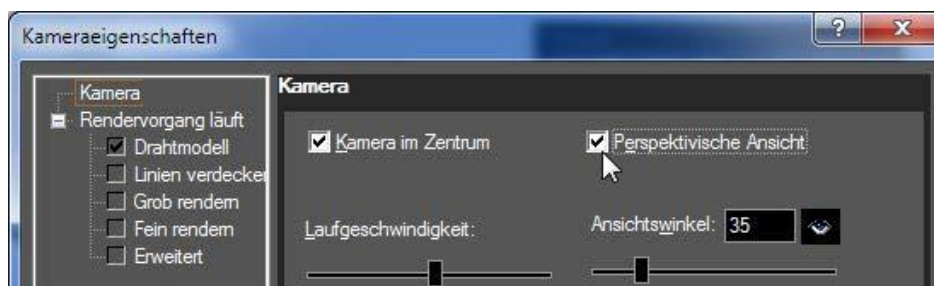 Kameraeigenschaften
?
X
Kamera
Rendervorgang läuft
Drahtmodell
Linien verdecken
Grob rendern
Fein rendern
Erweitert
Kamera
Kamera im Zentrum
Perspektivische Ansicht
Laufgeschwindigkeit:
Ansichtswinkel: 35